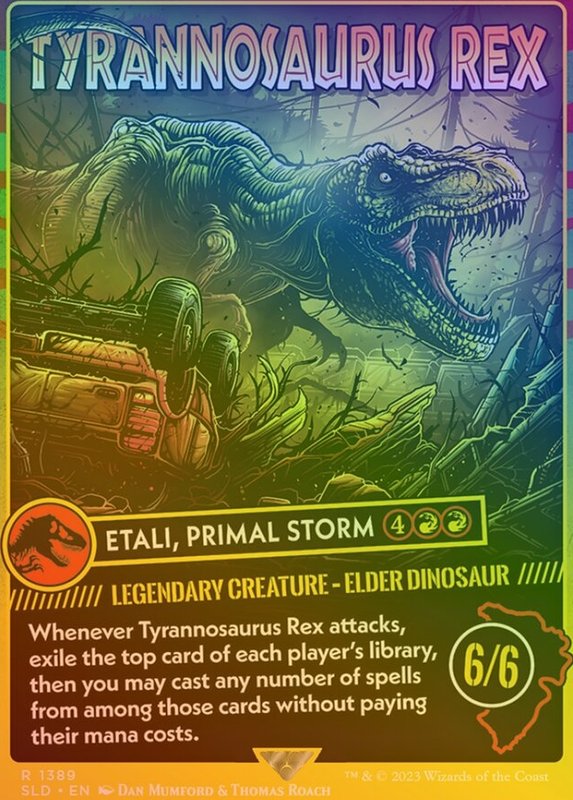 TYRANNOSAURUS REX
ETALI, PRIMAL STORM 4
LEGENDARY CREATURE – ELDER DINOSAUR
Whenever Tyrannosaurus Rex attacks,
exile the top card of each player's library,
then you may cast any number of spells
from among those cards without paying
their mana costs.
6/6
R 1389
SLD • EN DAN MUMFORD & THOMAS ROACH
™ & © 2023 Wizards of the Coast